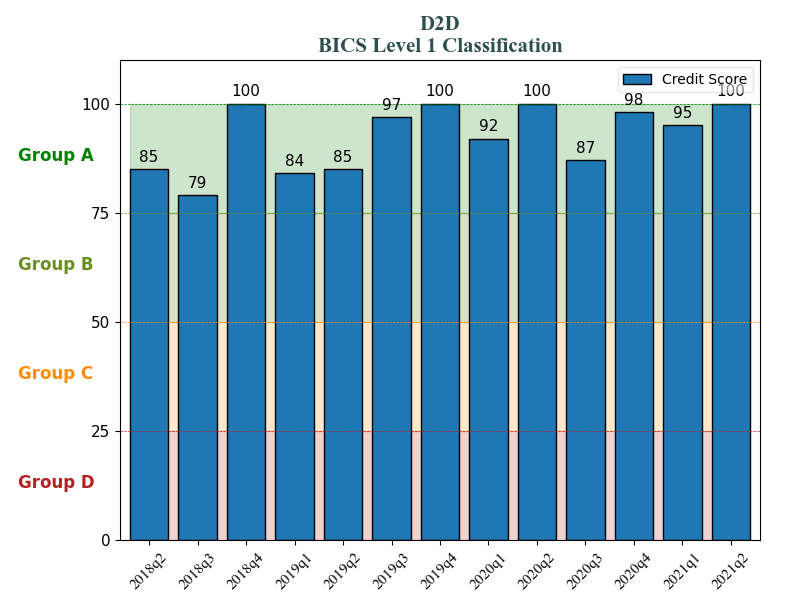 D2D
BICS Level 1 Classification
Credit Score
100
100
100
100
97
98
95
92
87
85
84
85
79
100
75
50
25
0
Group A
Group B
Group C
Group D
2018q2
2018q3
2018q4
2019q1
2019q2
2019q3
2019q4
2020q1
2020q2
2020q3
2020q4
2021q1
2021q2